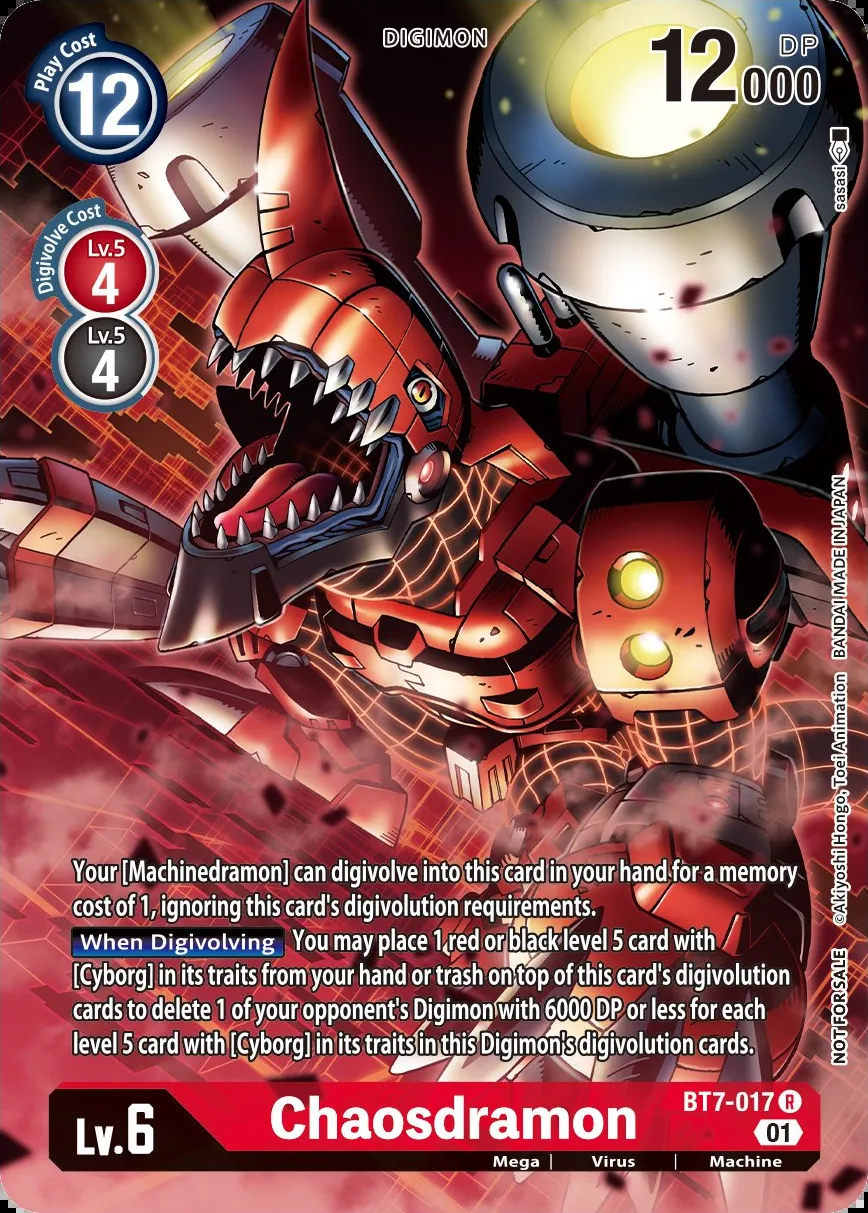 DIGIMON
Play Cost
12
DP
12000
sasasi
Digivolve Cost
Lv.5
4
Lv.5
4
©Akiyoshi Hongo, Toei Animation BANDAI MADE IN JAPAN
NOT FOR SALE
Your [Machinedramon] can digivolve into this card in your hand for a memory
cost of 1, ignoring this card's digivolution requirements.
When Digivolving You may place 1 red or black level 5 card with
[Cyborg] in its traits from your hand or trash on top of this card's digivolution
cards to delete 1 of your opponent's Digimon with 6000 DP or less for each
level 5 card with [Cyborg] in its traits in this Digimon's digivolution cards.
Lv.6
Chaosdramon
BT7-017 R
01
Mega | Virus | Machine